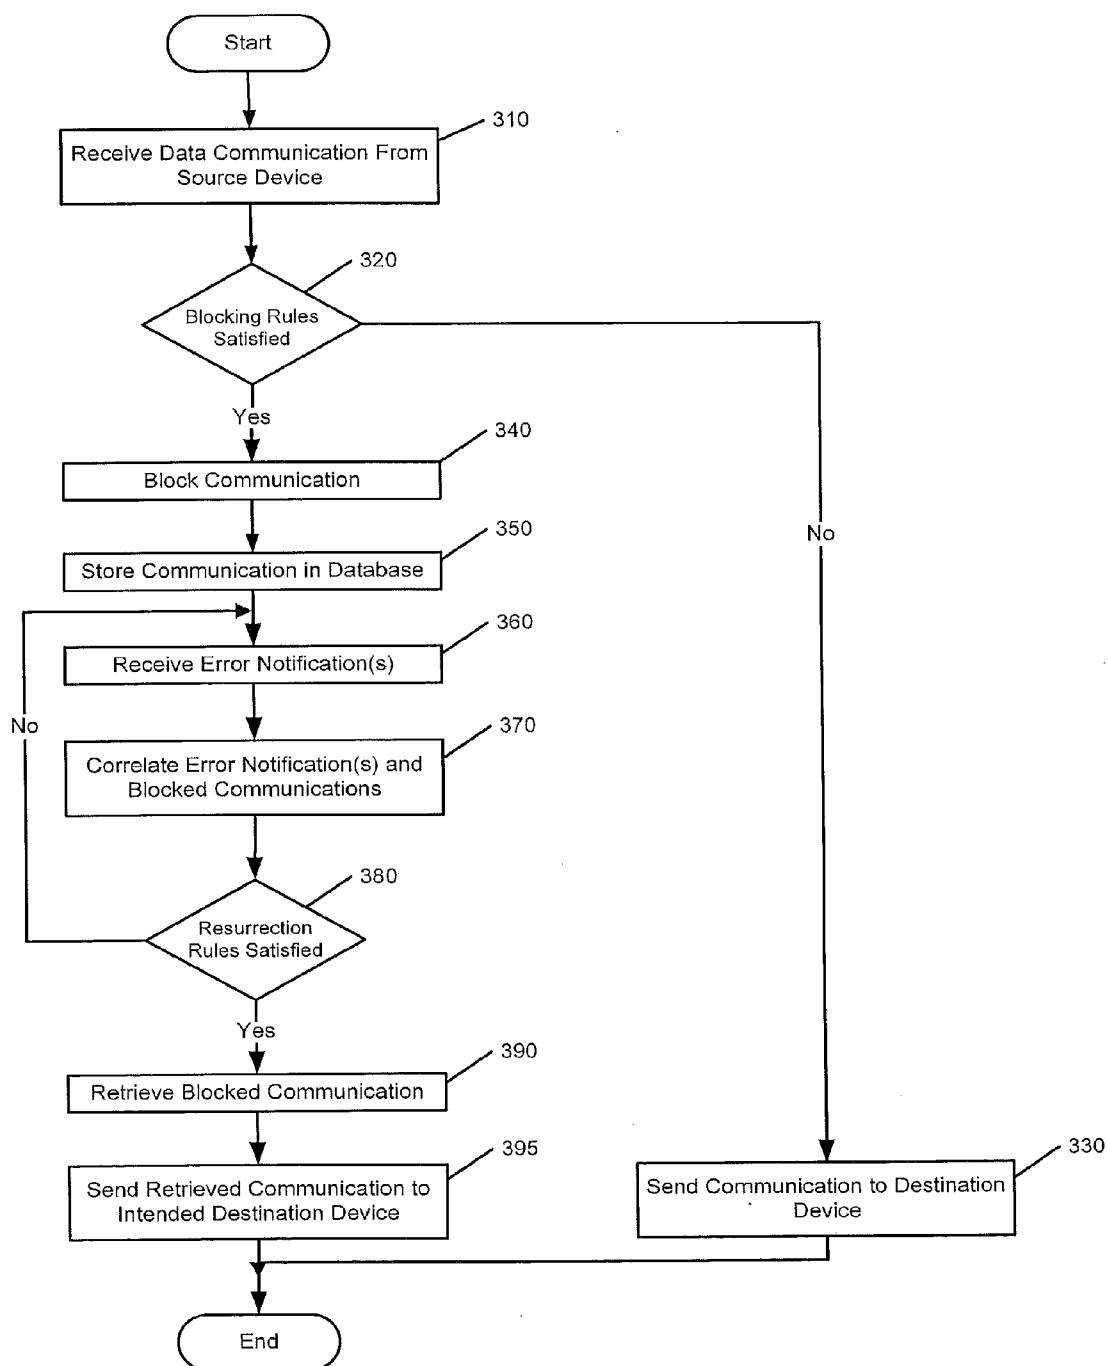 Start
310
Receive Data Communication From
Source Device
320
Blocking Rules
Satisfied
Yes
340
Block Communication
350
No
Store Communication in Database
360
Receive Error Notification(s)
No
370
Correlate Error Notification(s) and
Blocked Communications
380
Resurrection
Rules Satisfied
Yes
390
Retrieve Blocked Communication
395
Send Retrieved Communication to
Intended Destination Device
330
Send Communication to Destination
Device
End